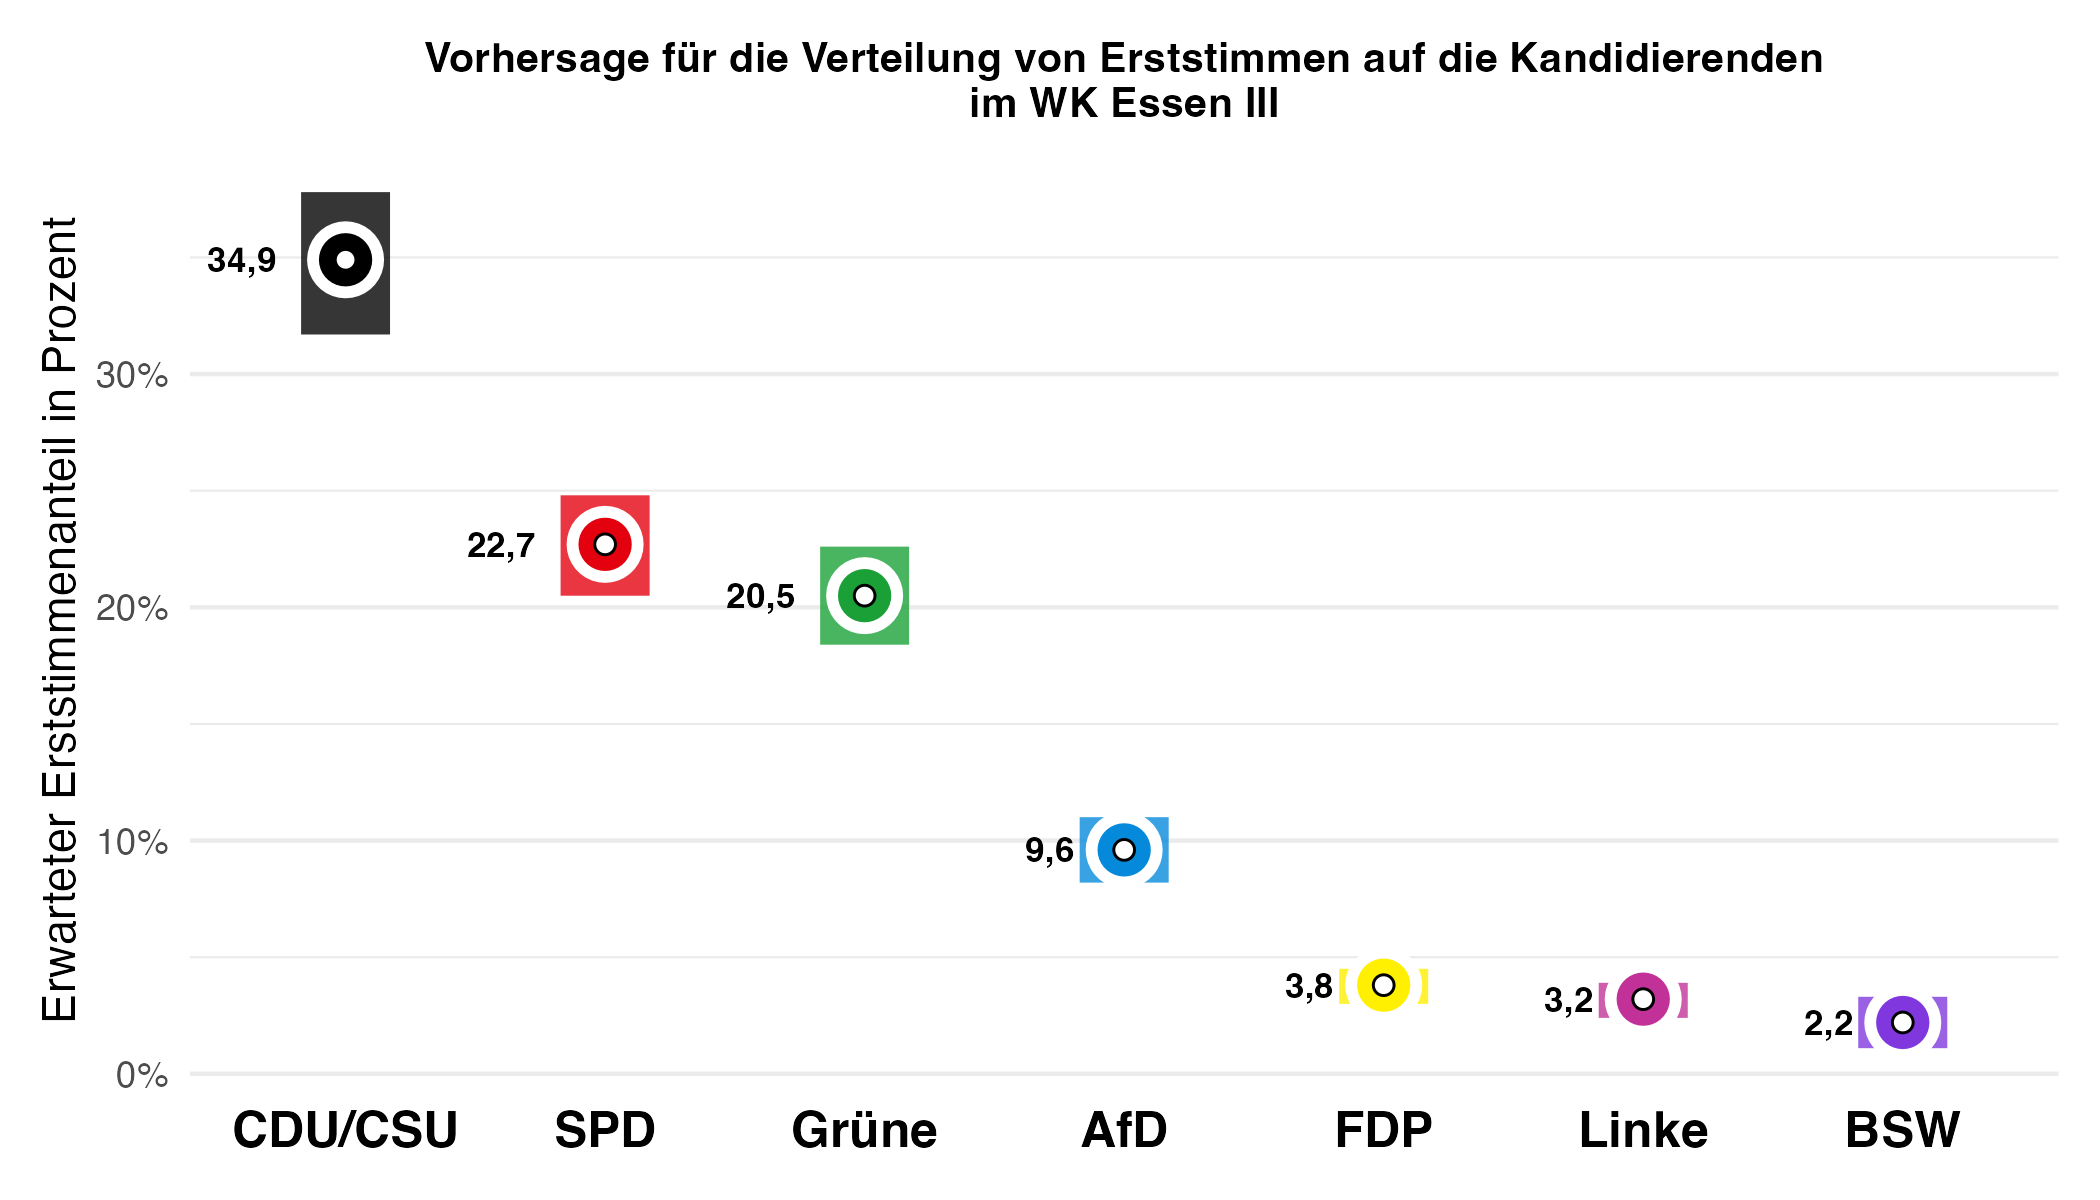 Vorhersage für die Verteilung von Erststimmen auf die Kandidierenden
im WK Essen III
Erwarteter Erststimmenanteil in Prozent
30%
20%
10%
0%
34,9
22,7
20,5
9,6
3,8
3,2
2,2
CDU/CSU
SPD
Grüne
AfD
FDP
Linke
BSW